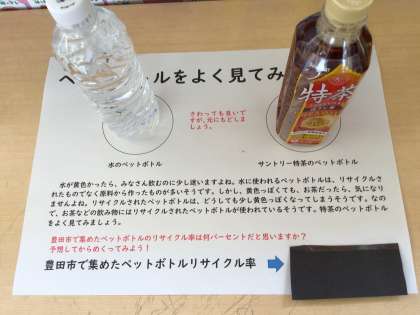 ペットボトルをよく見てみ
さわっても良いで
すが、元にもどしま
しょう。
特茶
水のペットボトル
サントリー特茶のペットボトル
水が黄色かったら、みなさん飲むのに少し迷いますよね。水に使われるペットボトルは、リサイクルさ
れたものでなく原料から作ったものが多いそうです。しかし、黄色っぽくても、お茶だったら、気になり
ませんよね。リサイクルされたペットボトルは、どうしても少し黄色っぽくなってしまうそうです。なの
で、お茶などの飲み物にはリサイクルされたペットボトルが使われているそうです。特茶のペットボトル
をよく見てみましょう。
豊田市で集めたペットボトルのリサイクル率は何パーセントだと思いますか？
予想してからめくってみよう！
豊田市で集めたペットボトルリサイクル率